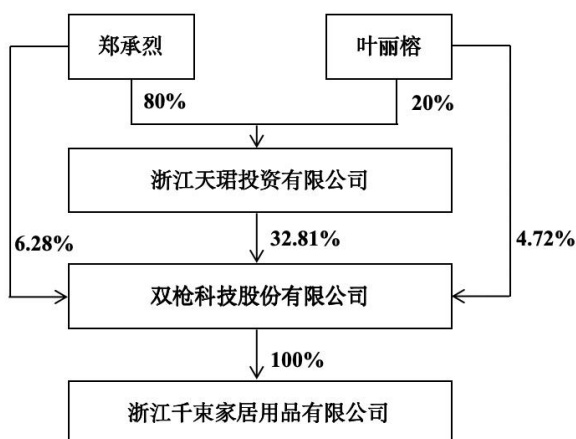 郑承烈
叶丽榕
80%
20%
浙江天珺投资有限公司
6.28%
32.81%
4.72%
双枪科技股份有限公司
100%
浙江千束家居用品有限公司